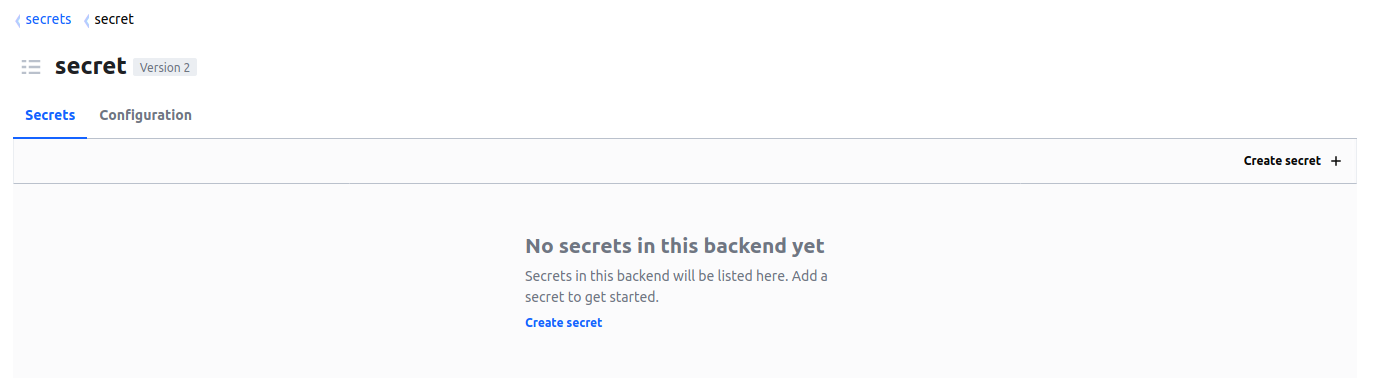 secrets secret
secret Version 2
Secrets Configuration
Create secret +
No secrets in this backend yet
Secrets in this backend will be listed here. Add a
secret to get started.
Create secret